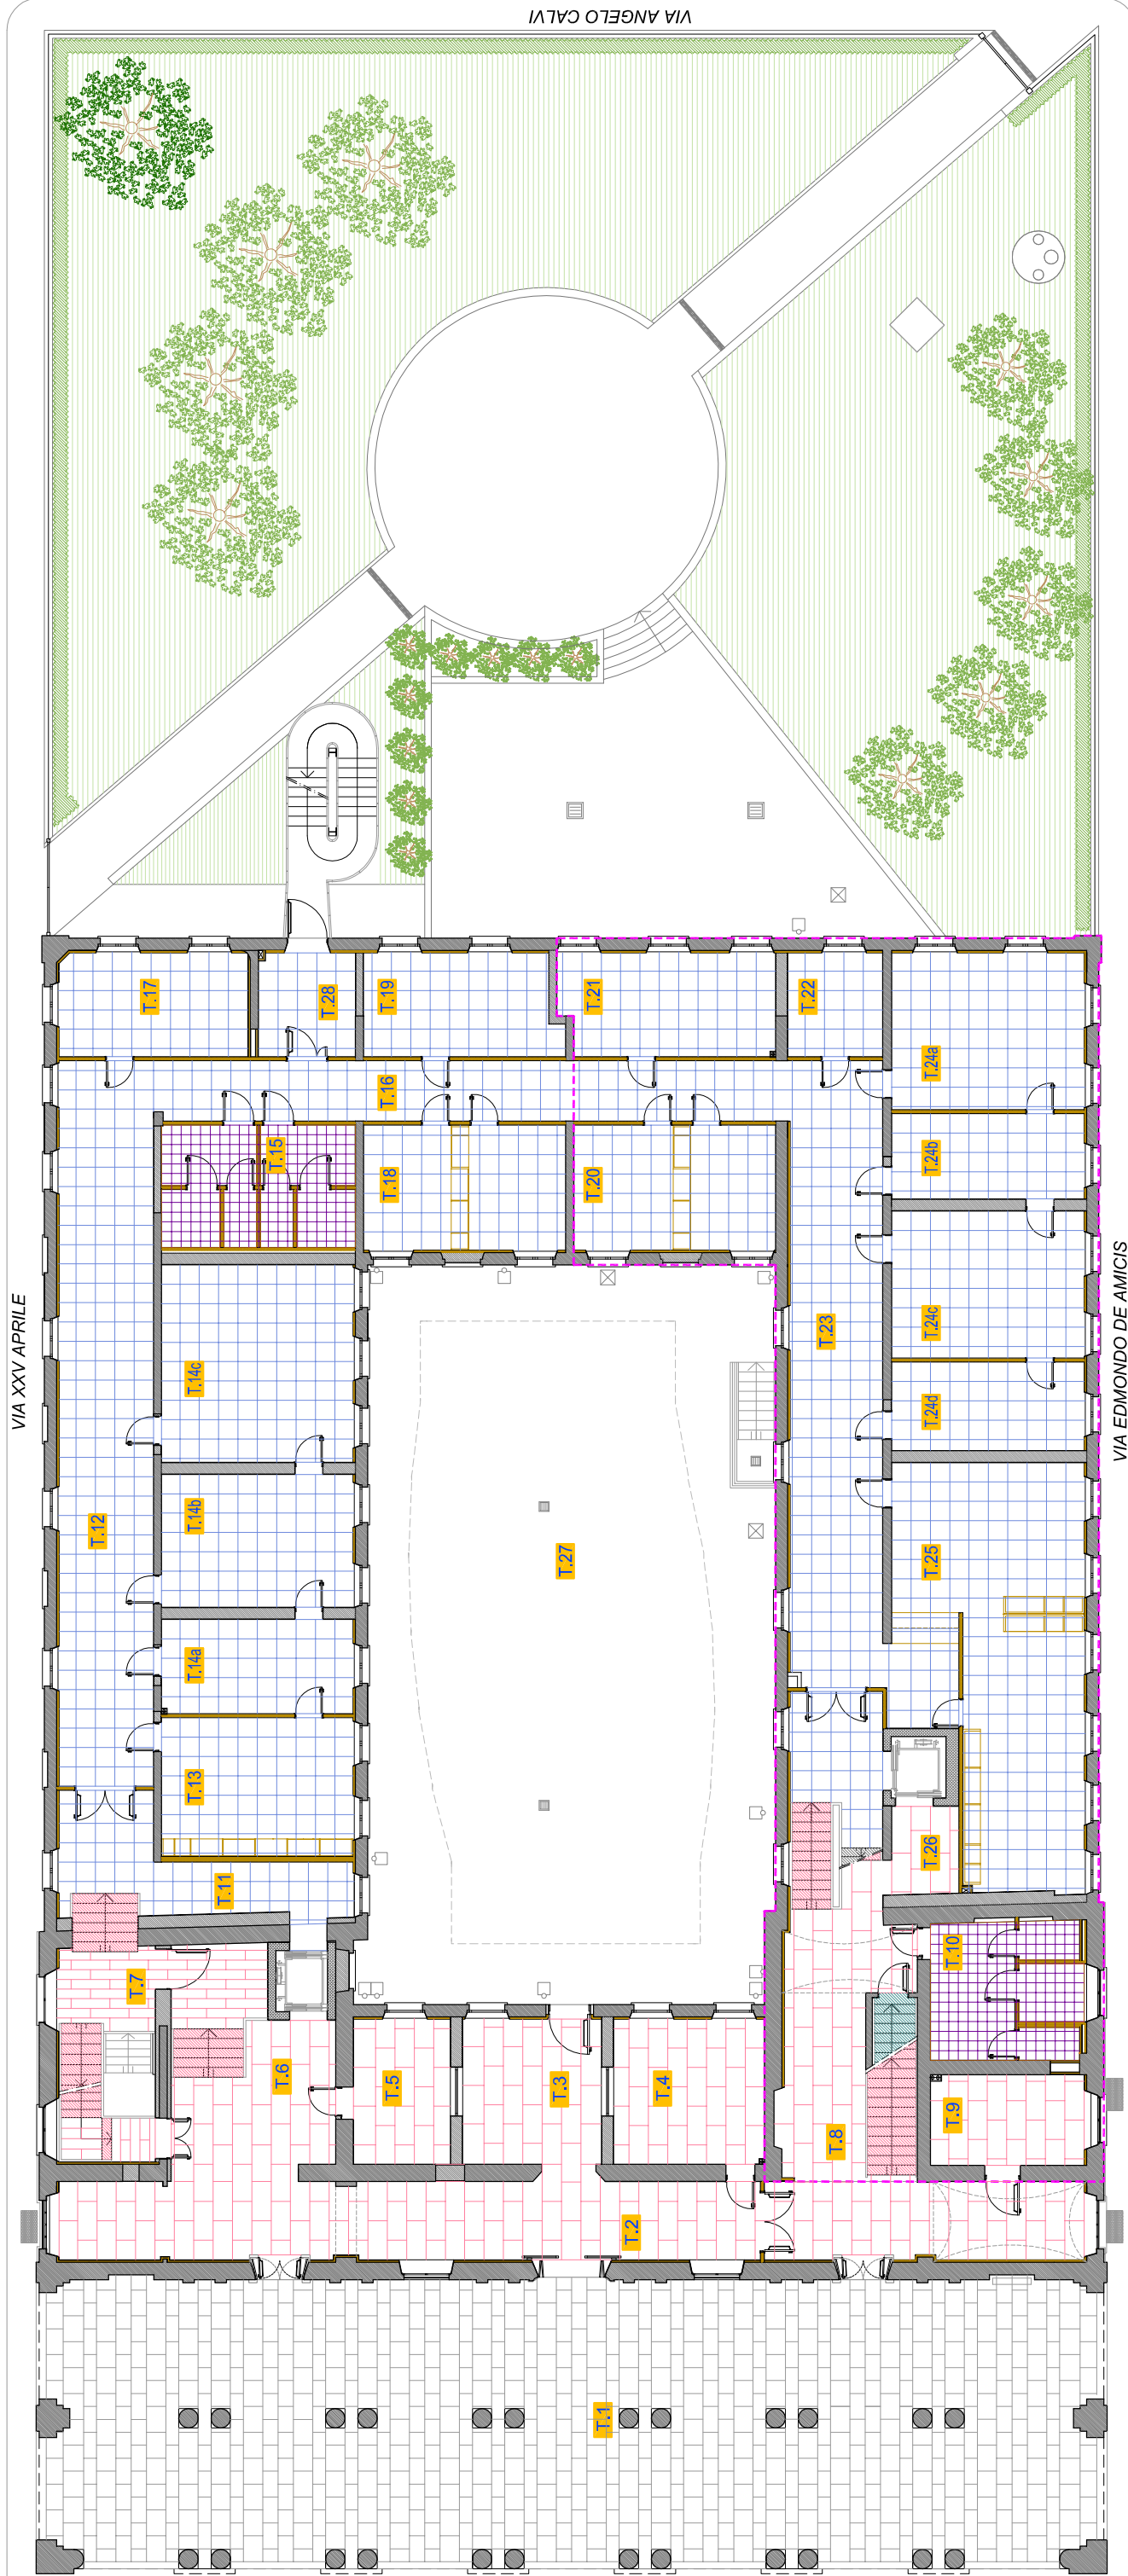 VIA ANGELO CALVI
T.17
T.28
T.19
T.21
T.22
T.24a
T.16
T.15
T.18
T.20
T.24b
VIA XXV APRILE
VIA EDMONDO DE AMICIS
T.14c
T.23
T.24c
T.24d
T.12
T.14b
T.27
T.25
T.14a
T.13
T.11
T.26
T.7
T.10
T.6
T.5
T.3
T.4
T.8
T.9
T.2
T.1